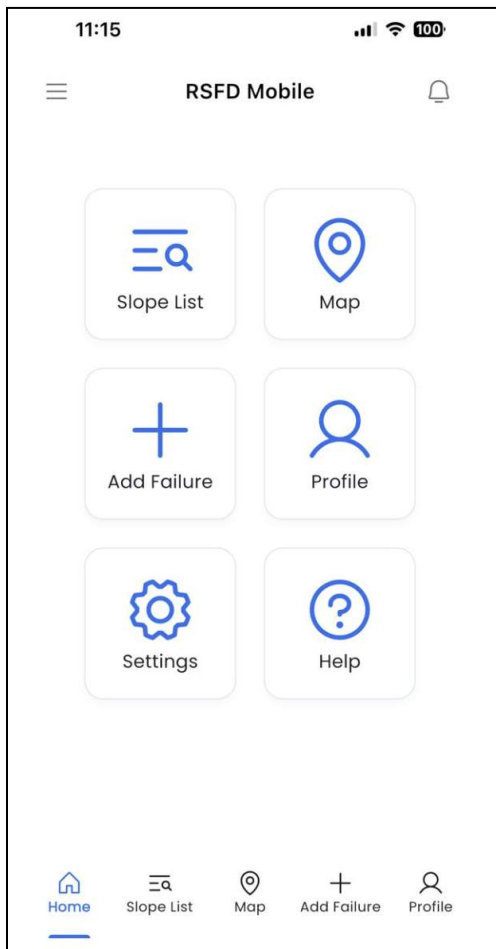 11:15 100
RSFD Mobile
Slope List Map
Add Failure Profile
Settings Help
Home Slope List Map Add Failure Profile